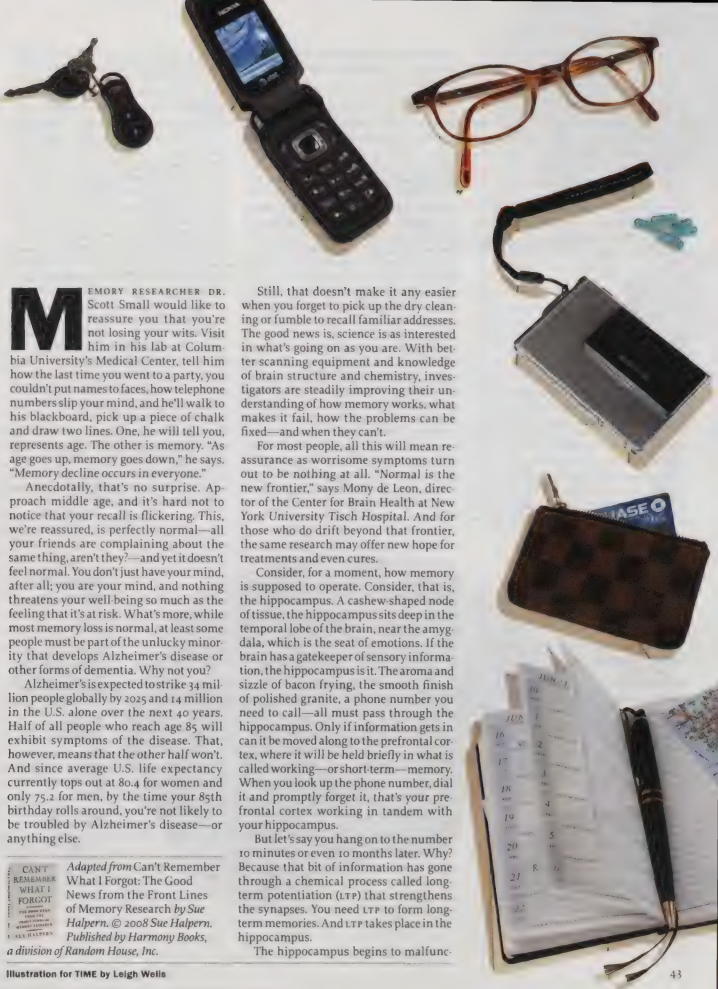 NOKIA
at&t
MEMORY RESEARCHER DR.
Scott Small would like to
reassure you that you're
not losing your wits. Visit
him in his lab at Colum-
bia University's Medical Center, tell him
how the last time you went to a party, you
couldn't put names to faces, how telephone
numbers slip your mind, and he'll walk to
his blackboard, pick up a piece of chalk
and draw two lines. One, he will tell you,
represents age. The other is memory. "As
age goes up, memory goes down," he says.
"Memory decline occurs in everyone."
Anecdotally, that's no surprise. Ap-
proach middle age, and it's hard not to
notice that your recall is flickering. This,
we're reassured, is perfectly normal—all
your friends are complaining about the
same thing, aren't they?—and yet it doesn't
feel normal. You don't just have your mind,
after all; you are your mind, and nothing
threatens your well-being so much as the
feeling that it's at risk. What's more, while
most memory loss is normal, at least some
people must be part of the unlucky minor-
ity that develops Alzheimer's disease or
other forms of dementia. Why not you?
Alzheimer's is expected to strike 34 mil-
lion people globally by 2025 and 14 million
in the U.S. alone over the next 40 years.
Half of all people who reach age 85 will
exhibit symptoms of the disease. That,
however, means that the other half won't.
And since average U.S. life expectancy
currently tops out at 80.4 for women and
only 75.2 for men, by the time your 85th
birthday rolls around, you're not likely to
be troubled by Alzheimer's disease—or
anything else.
CAN'T
REMEMBER
WHAT I
FORGOT
SUE HALPERN
Adapted from Can't Remember
What I Forgot: The Good
News from the Front Lines
of Memory Research by Sue
Halpern. © 2008 Sue Halpern.
Published by Harmony Books,
a division of Random House, Inc.
Still, that doesn't make it any easier
when you forget to pick up the dry clean-
ing or fumble to recall familiar addresses.
The good news is, science is as interested
in what's going on as you are. With bet-
ter scanning equipment and knowledge
of brain structure and chemistry, inves-
tigators are steadily improving their un-
derstanding of how memory works, what
makes it fail, how the problems can be
fixed—and when they can't.
For most people, all this will mean re-
assurance as worrisome symptoms turn
out to be nothing at all. "Normal is the
new frontier," says Mony de Leon, direc-
tor of the Center for Brain Health at New
York University Tisch Hospital. And for
those who do drift beyond that frontier,
the same research may offer new hope for
treatments and even cures.
Consider, for a moment, how memory
is supposed to operate. Consider, that is,
the hippocampus. A cashew-shaped node
of tissue, the hippocampus sits deep in the
temporal lobe of the brain, near the amyg-
dala, which is the seat of emotions. If the
brain has a gatekeeper of sensory informa-
tion, the hippocampus is it. The aroma and
sizzle of bacon frying, the smooth finish
of polished granite, a phone number you
need to call—all must pass through the
hippocampus. Only if information gets in
can it be moved along to the prefrontal cor-
tex, where it will be held briefly in what is
called working—or short-term—memory.
When you look up the phone number, dial
it and promptly forget it, that's your pre-
frontal cortex working in tandem with
your hippocampus.
But let's say you hang on to the number
10 minutes or even 10 months later. Why?
Because that bit of information has gone
through a chemical process called long-
term potentiation (LTP) that strengthens
the synapses. You need LTP to form long-
term memories. And LTP takes place in the
hippocampus.
The hippocampus begins to malfunc-
HASE
16
17
18
19
20
21
Illustration for TIME by Leigh Wells
43